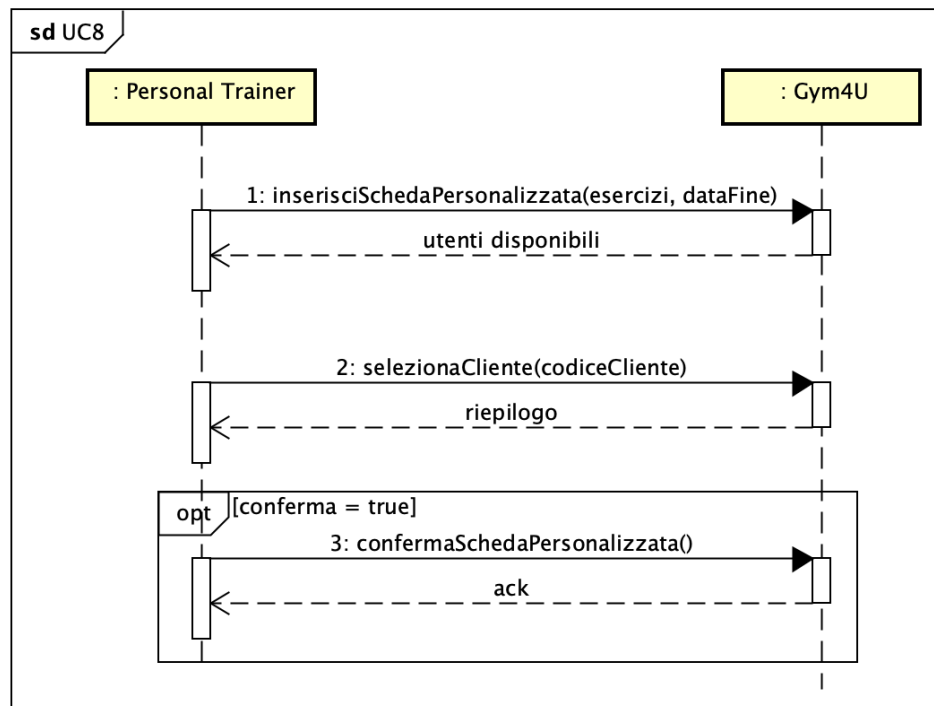 sd UC8
: Personal Trainer
: Gym4U
1: inserisciSchedaPersonalizzata(esercizi, dataFine)
utenti disponibili
2: selezionaCliente(codiceCliente)
riepilogo
opt
[conferma = true]
3: confermaSchedaPersonalizzata()
ack